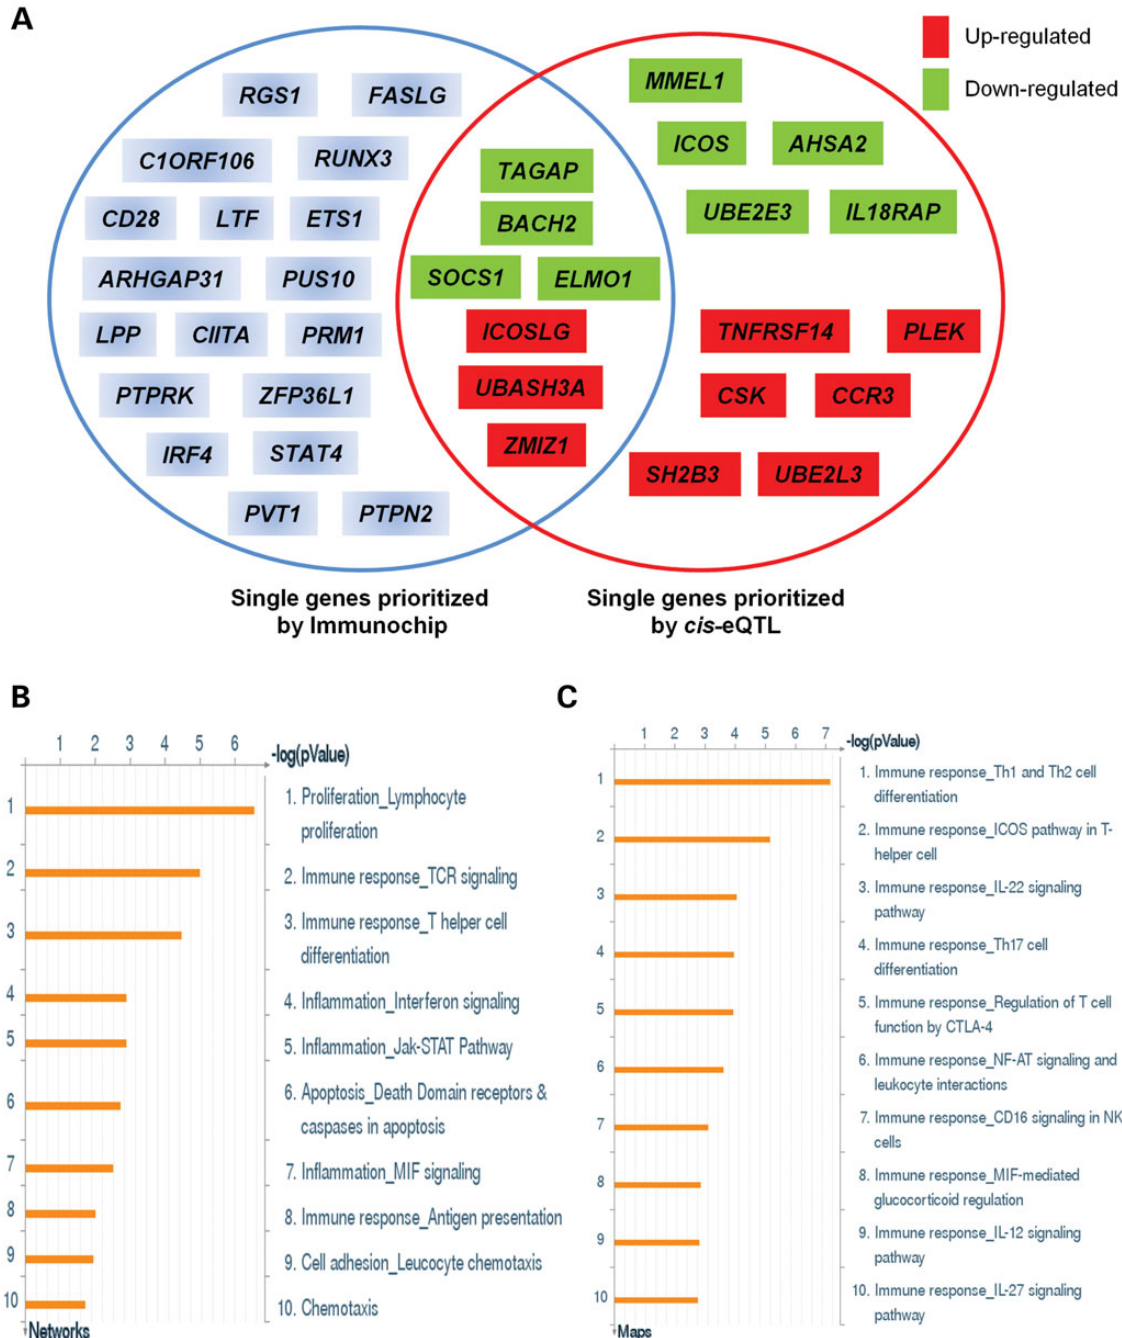 A
Up-regulated
Down-regulated
RGS1
FASLG
C1ORF106
RUNX3
CD28
LTF
ETS1
ARHGAP31
PUS10
LPP
CIITA
PRM1
PTPRK
ZFP36L1
IRF4
STAT4
PVT1
PTPN2
TAGAP
BACH2
SOCS1
ELMO1
ICOSLG
UBASH3A
ZMIZ1
MMEL1
ICOS
AHSA2
UBE2E3
IL18RAP
TNFRSF14
PLEK
CSK
CCR3
SH2B3
UBE2L3
Single genes prioritized
by Immunochip
Single genes prioritized
by cis-eQTL
B
1 2 3 4 5 6
-log(pValue)
1
2
3
4
5
6
7
8
9
10
Networks
1. Proliferation_Lymphocyte
proliferation
2. Immune response_TCR signaling
3. Immune response_T helper cell
differentiation
4. Inflammation_Interferon signaling
5. Inflammation_Jak-STAT Pathway
6. Apoptosis_Death Domain receptors &
caspases in apoptosis
7. Inflammation_MIF signaling
8. Immune response_Antigen presentation
9. Cell adhesion_Leucocyte chemotaxis
10. Chemotaxis
C
1 2 3 4 5 6 7
-log(pValue)
1
2
3
4
5
6
7
8
9
10
Maps
1. Immune response_Th1 and Th2 cell
differentiation
2. Immune response_ICOS pathway in T-
helper cell
3. Immune response_IL-22 signaling
pathway
4. Immune response_Th17 cell
differentiation
5. Immune response_Regulation of T cell
function by CTLA-4
6. Immune response_NF-AT signaling and
leukocyte interactions
7. Immune response_CD16 signaling in NK
cells
8. Immune response_MIF-mediated
glucocorticoid regulation
9. Immune response_IL-12 signaling
pathway
10. Immune response_IL-27 signaling
pathway